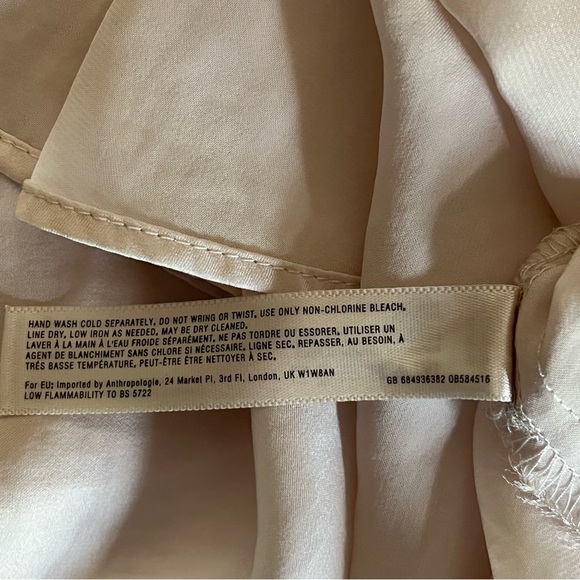 HAND WASH COLD SEPARATELY, DO NOT WRING OR TWIST, USE ONLY NON-CHLORINE BLEACH.
LINE DRY, LOW IRON AS NEEDED, MAY BE DRY CLEANED.
LAVER À LA MAIN À L'EAU FROIDE SÉPARÉMENT, NE PAS TORDRE OU ESSORER, UTILISER UN
AGENT DE BLANCHIMENT SANS CHLORE SI NÉCESSAIRE, LIGNE SEC, REPASSER, AU BESOIN, À
TRÉS BASSE TEMPÉRATURE, PEUT-ÊTRE ÊTRE NETTOYER À SEC.
For EU; Imported by Anthropologie, 24 Market Pl, 3rd Fl, London, UK W1W8AN GB 684936382 0B584516
LOW FLAMMABILITY TO BS 5722